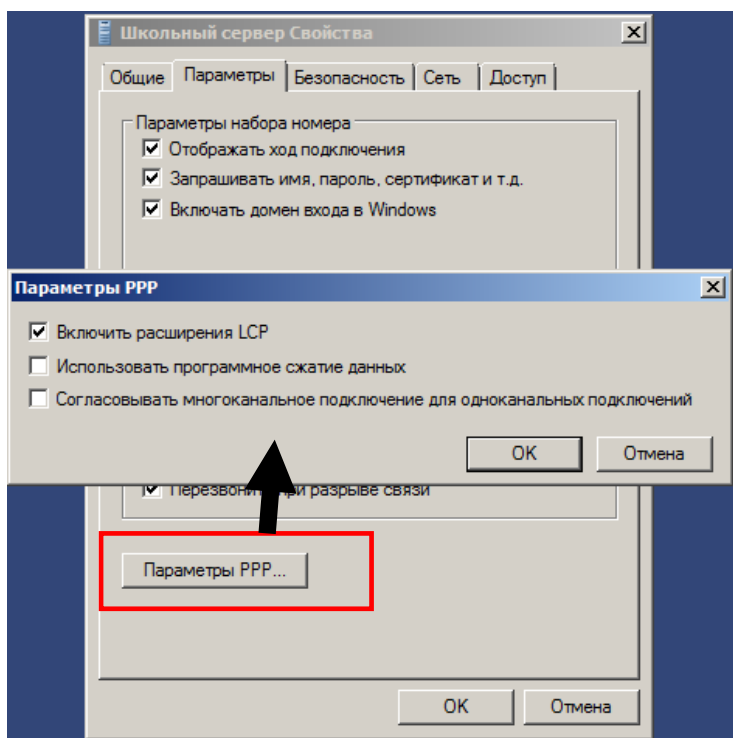 Школьный сервер Свойства
Общие Параметры Безопасность Сеть Доступ
Параметры набора номера
Отображать ход подключения
Запрашивать имя, пароль, сертификат и т.д.
Включать домен входа в Windows
Параметры PPP
Включить расширения LCP
Использовать программное сжатие данных
Согласовывать многоканальное подключение для одноканальных подключений
OK Отмена
при разрыве связи
Параметры PPP...
OK Отмена